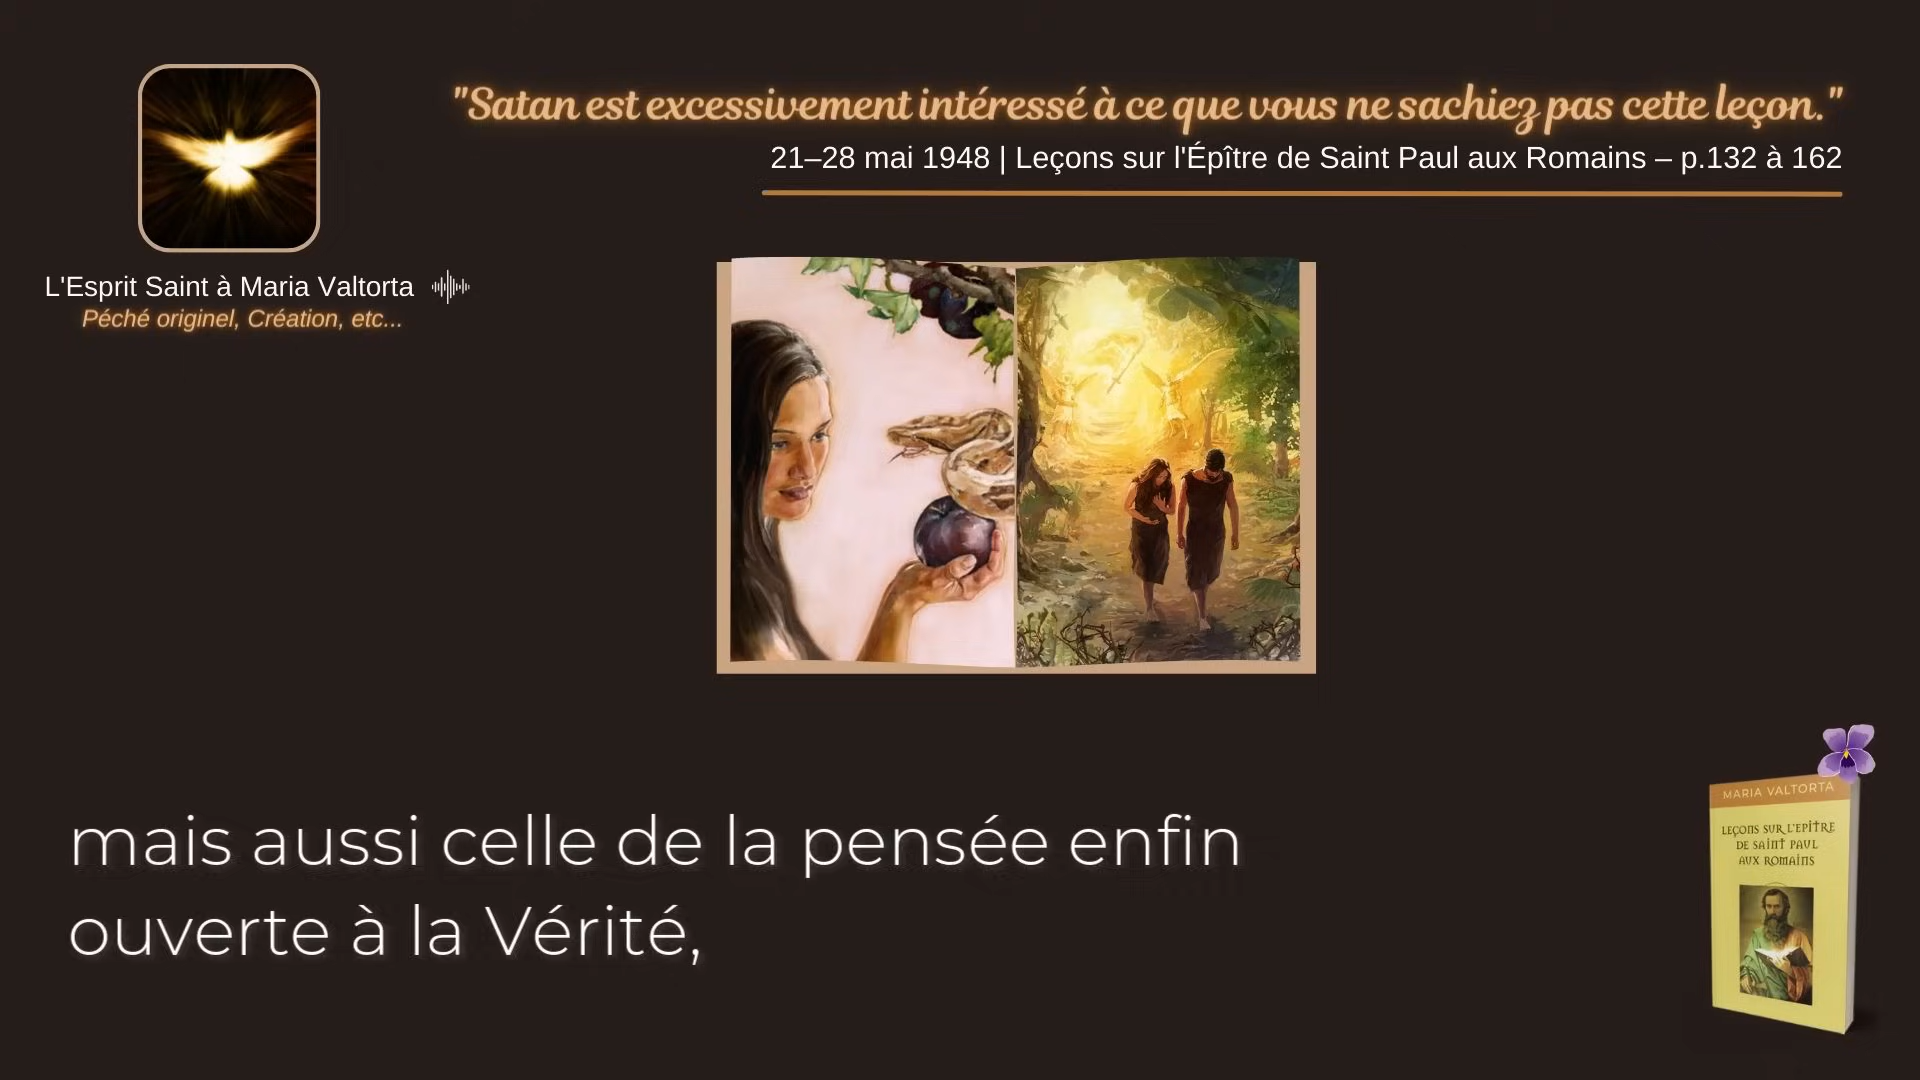 "Satan est excessivement intéressé à ce que vous ne sachiez pas cette leçon."
21–28 mai 1948 | Leçons sur l'Épître de Saint Paul aux Romains – p.132 à 162
L'Esprit Saint à Maria Valtorta
Péché originel, Création, etc...
mais aussi celle de la pensée enfin
ouverte à la Vérité,
MARIA VALTORTA
LEÇONS SUR L'EPÎTRE
DE SAINT PAUL
AUX ROMAINS